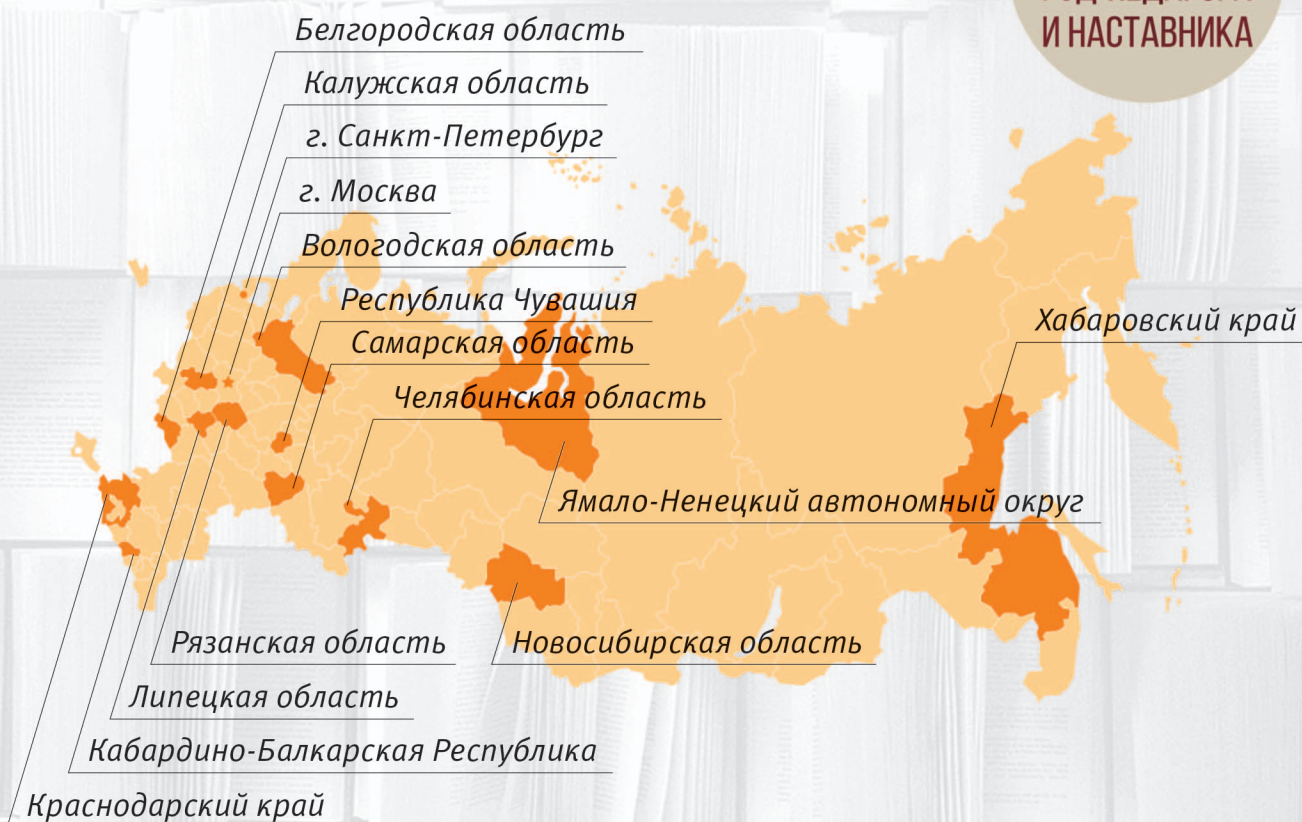 И НАСТАВНИКА
Белгородская область
Калужская область
г. Санкт-Петербург
г. Москва
Вологодская область
Республика Чувашия
Самарская область
Челябинская область
Хабаровский край
Ямало-Ненецкий автономный округ
Рязанская область
Новосибирская область
Липецкая область
Кабардино-Балкарская Республика
Краснодарский край